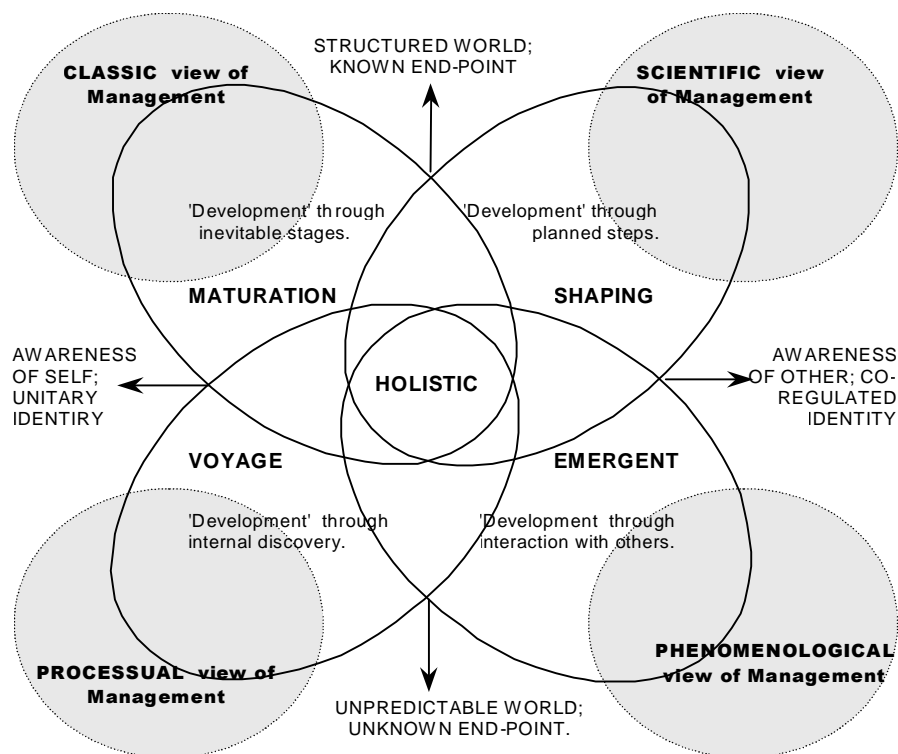 STRUCTURED WORLD;
KNOWN END-POINT
CLASSIC view of
Management
SCIENTIFIC view
of Management
'Development' through
inevitable stages.
'Development' through
planned steps.
MATURATION
SHAPING
AWARENESS
OF SELF;
UNITARY
IDENTIRY
HOLISTIC
AWARENESS
OF OTHER; CO-
REGULATED
IDENTITY
VOYAGE
EMERGENT
'Development' through
internal discovery.
'Development through
interaction with others.
PROCESSUAL view of
Management
PHENOMENOLOGICAL
view of Management
UNPREDICTABLE WORLD;
UNKNOWN END-POINT.